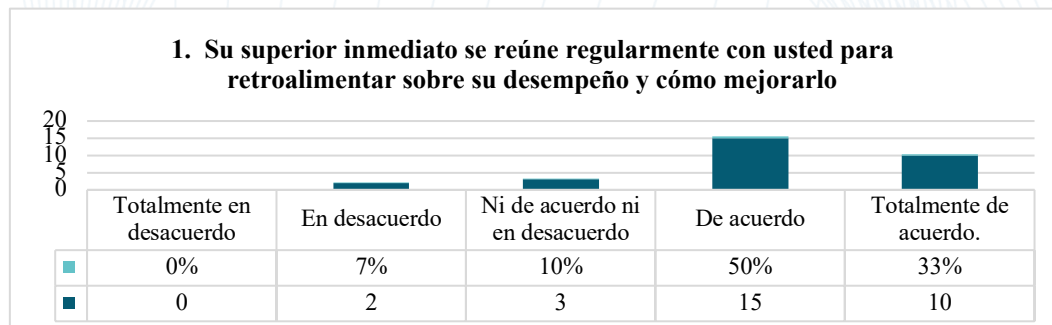 1. Su superior inmediato se reúne regularmente con usted para
retroalimentar sobre su desempeño y cómo mejorarlo
20
15
10
5
0
Totalmente en
desacuerdo
En desacuerdo
Ni de acuerdo ni
en desacuerdo
De acuerdo
Totalmente de
acuerdo.
0% 7% 10% 50% 33%
0 2 3 15 10